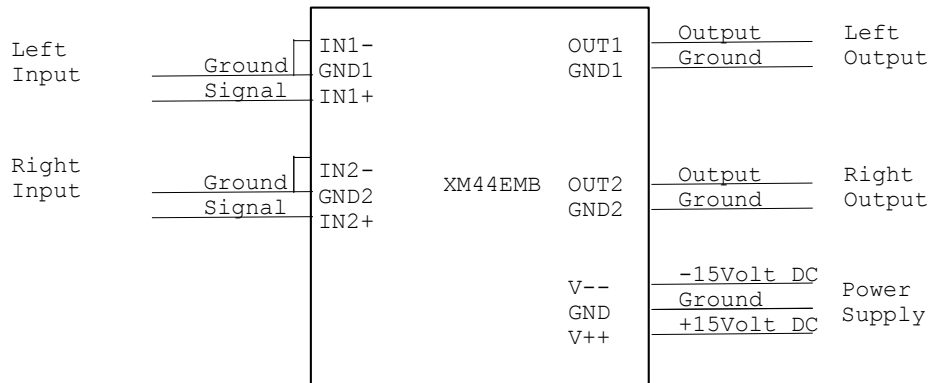 Left
Input
Ground
Signal
IN1-
GND1
IN1+
OUT1
GND1
Output
Ground
Left
Output
Right
Input
Ground
Signal
IN2-
GND2
IN2+
XM44EMB
OUT2
GND2
Output
Ground
Right
Output
V--
GND
V++
-15Volt DC
Ground
+15Volt DC
Power
Supply